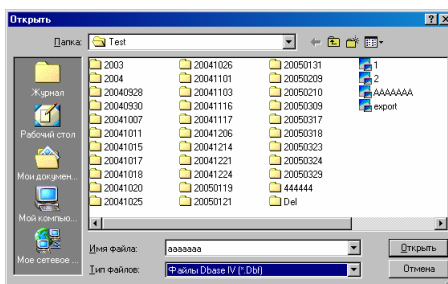 Открыть
Папка: Test
Журнал
Рабочий стол
Мои докумен...
Мой компью...
Мое сетевое ...
2003
2004
20040928
20040930
20041007
20041011
20041015
20041017
20041018
20041020
20041025
20041026
20041101
20041103
20041116
20041117
20041206
20041214
20041221
20041224
20050119
20050121
20050131
20050209
20050210
20050309
20050317
20050318
20050323
20050324
20050329
444444
Del
1
2
AAAAAAA
export
Имя файла: aaaaaaa
Открыть
Тип файлов: Файлы Dbase IV (*.Dbf)
Отмена